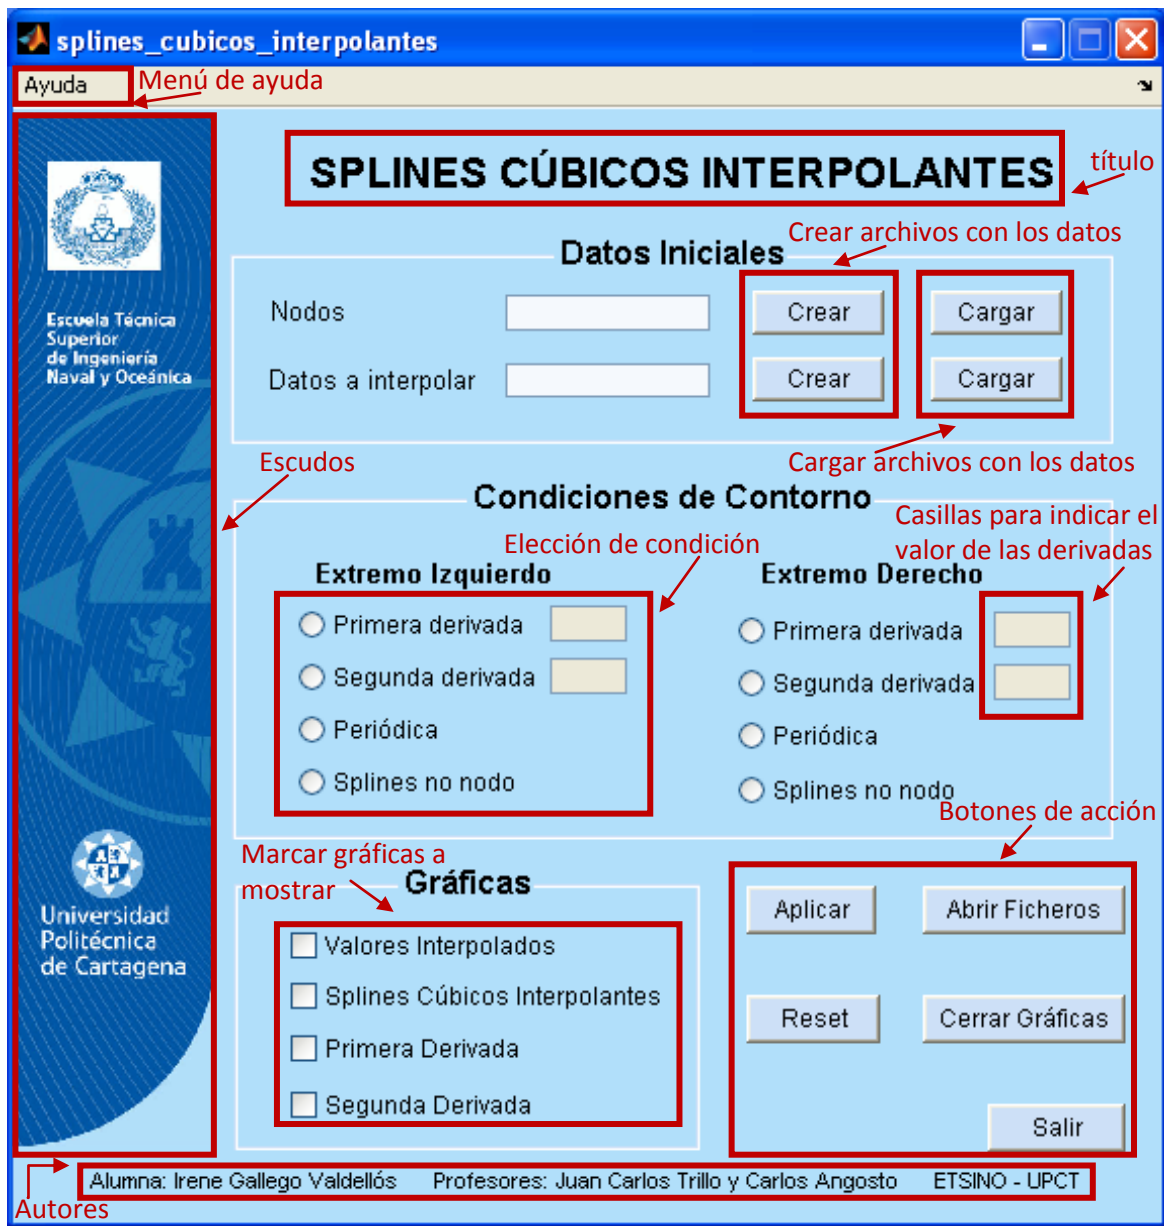 splines_cubicos_interpolantes
Ayuda
Menú de ayuda
SPLINES CÚBICOS INTERPOLANTES
título
Escuela Técnica
Superior
de Ingeniería
Naval y Oceánica
Crear archivos con los datos
Datos Iniciales
Nodos
Crear
Cargar
Datos a interpolar
Crear
Cargar
Escudos
Cargar archivos con los datos
Condiciones de Contorno
Casillas para indicar el
valor de las derivadas
Elección de condición
Extremo Izquierdo
Extremo Derecho
Primera derivada
Primera derivada
Segunda derivada
Segunda derivada
Periódica
Periódica
Splines no nodo
Splines no nodo
Botones de acción
Marcar gráficas a
mostrar
Gráficas
Universidad
Politécnica
de Cartagena
Valores Interpolados
Splines Cúbicos Interpolantes
Primera Derivada
Segunda Derivada
Aplicar
Abrir Ficheros
Reset
Cerrar Gráficas
Salir
Alumna: Irene Gallego Valdellós Profesores: Juan Carlos Trillo y Carlos Angosto ETSINO - UPCT
Autores